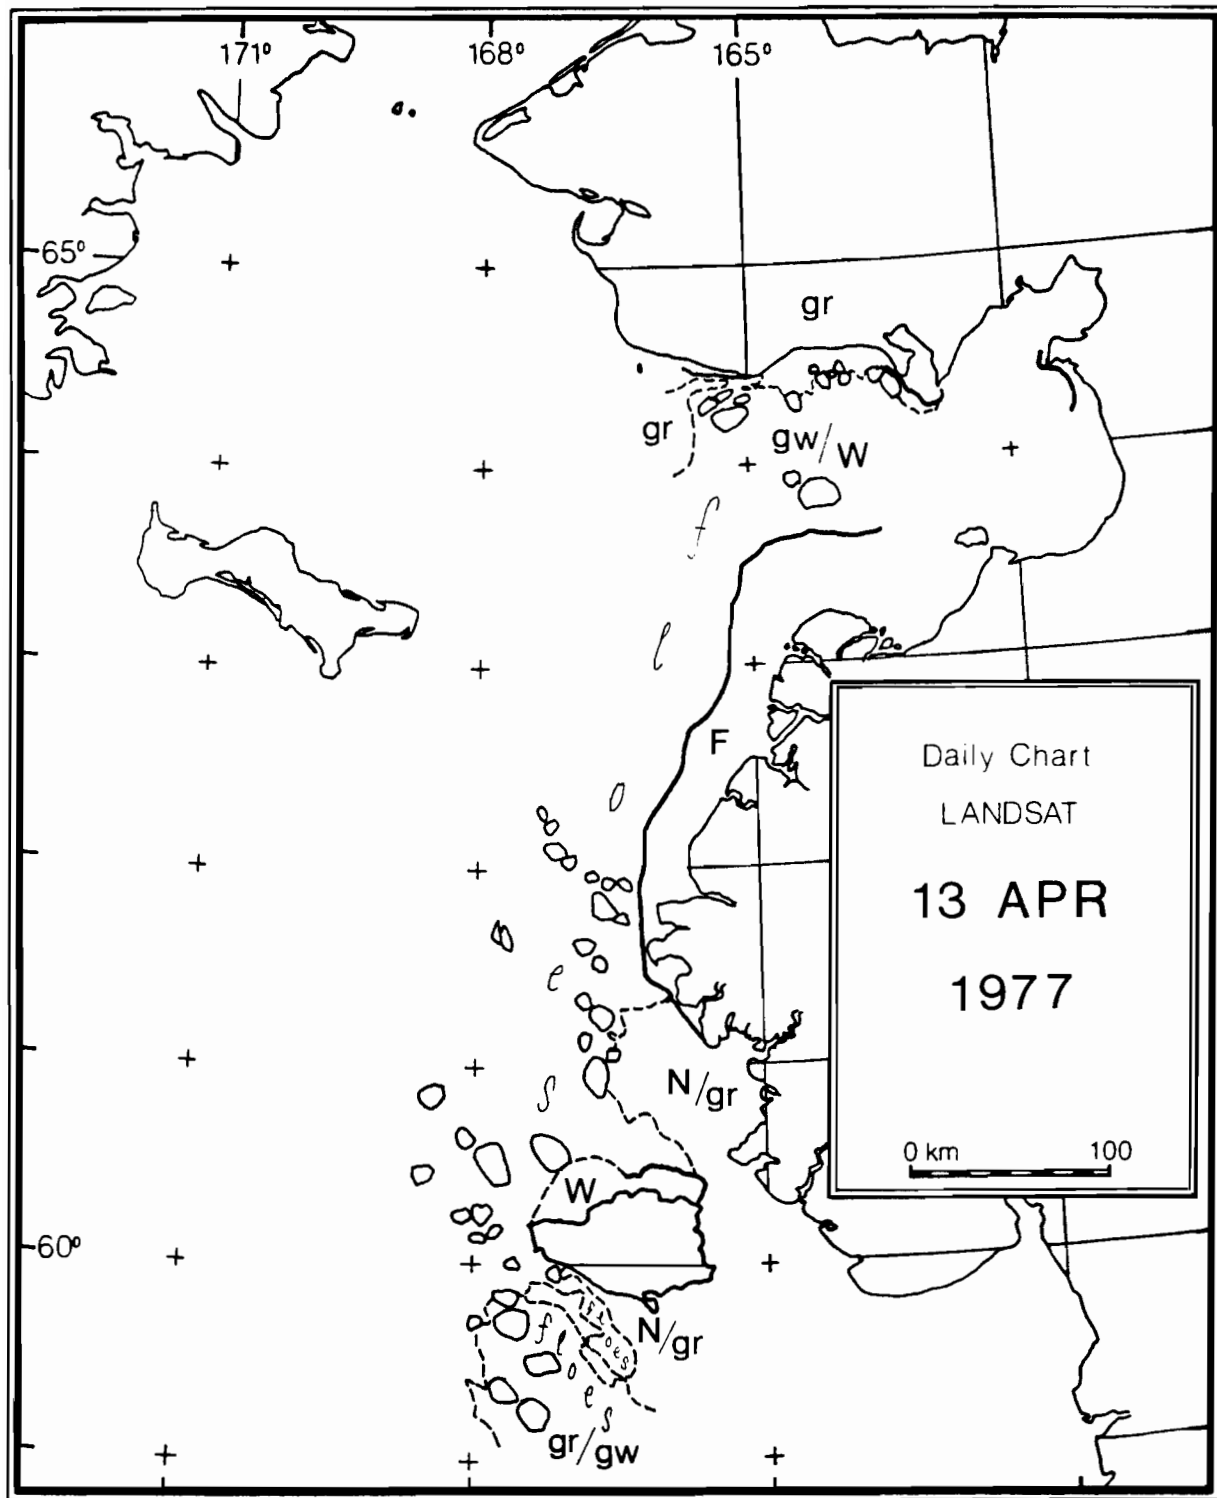 171° 168° 165°
65°
gr
gr
gw/W
floes
F
Daily Chart
LANDSAT
13 APR
1977
0 km 100
N/gr
W
60°
floes
N/gr
floes
gr/gw